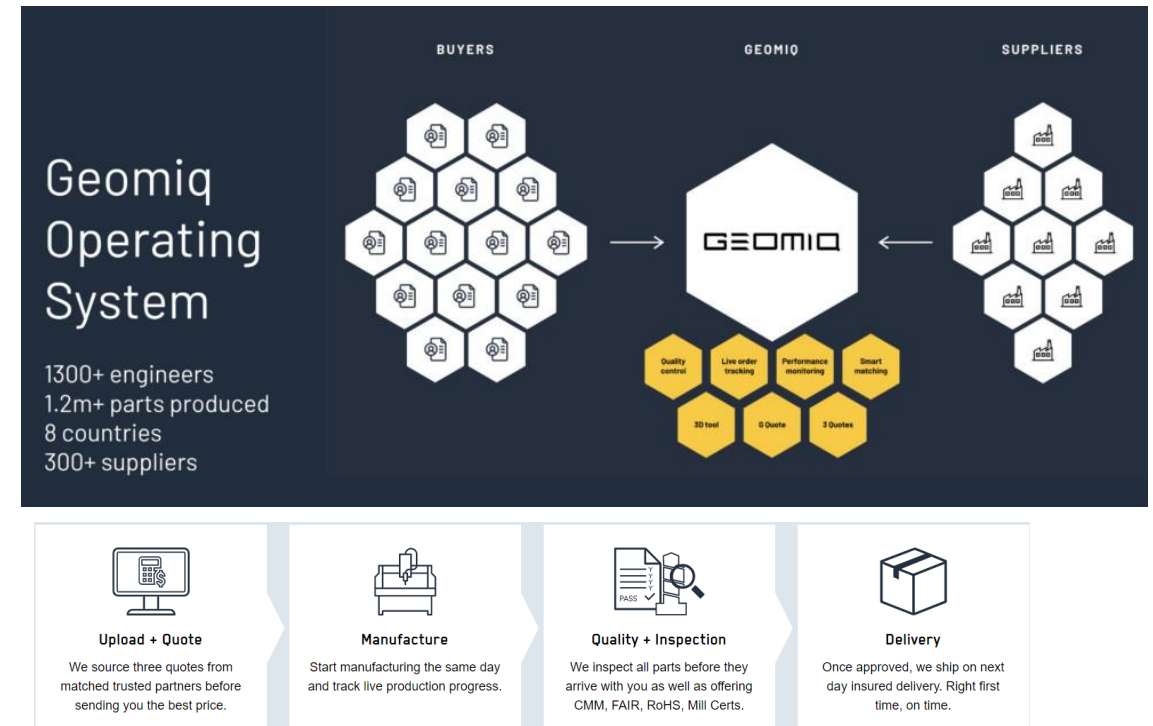 BUYERS
GEOMIQ
SUPPLIERS
Geomiq
Operating
System
1300+ engineers
1.2m+ parts produced
8 countries
300+ suppliers
GEOMIQ
Quality
control
Live order
tracking
Performance
monitoring
Smart
matching
3D tool
G Quote
3 Quotes
Upload + Quote
We source three quotes from
matched trusted partners before
sending you the best price.
Manufacture
Start manufacturing the same day
and track live production progress.
PASS
Quality + Inspection
We inspect all parts before they
arrive with you as well as offering
CMM, FAIR, RoHS, Mill Certs.
Delivery
Once approved, we ship on next
day insured delivery. Right first
time, on time.